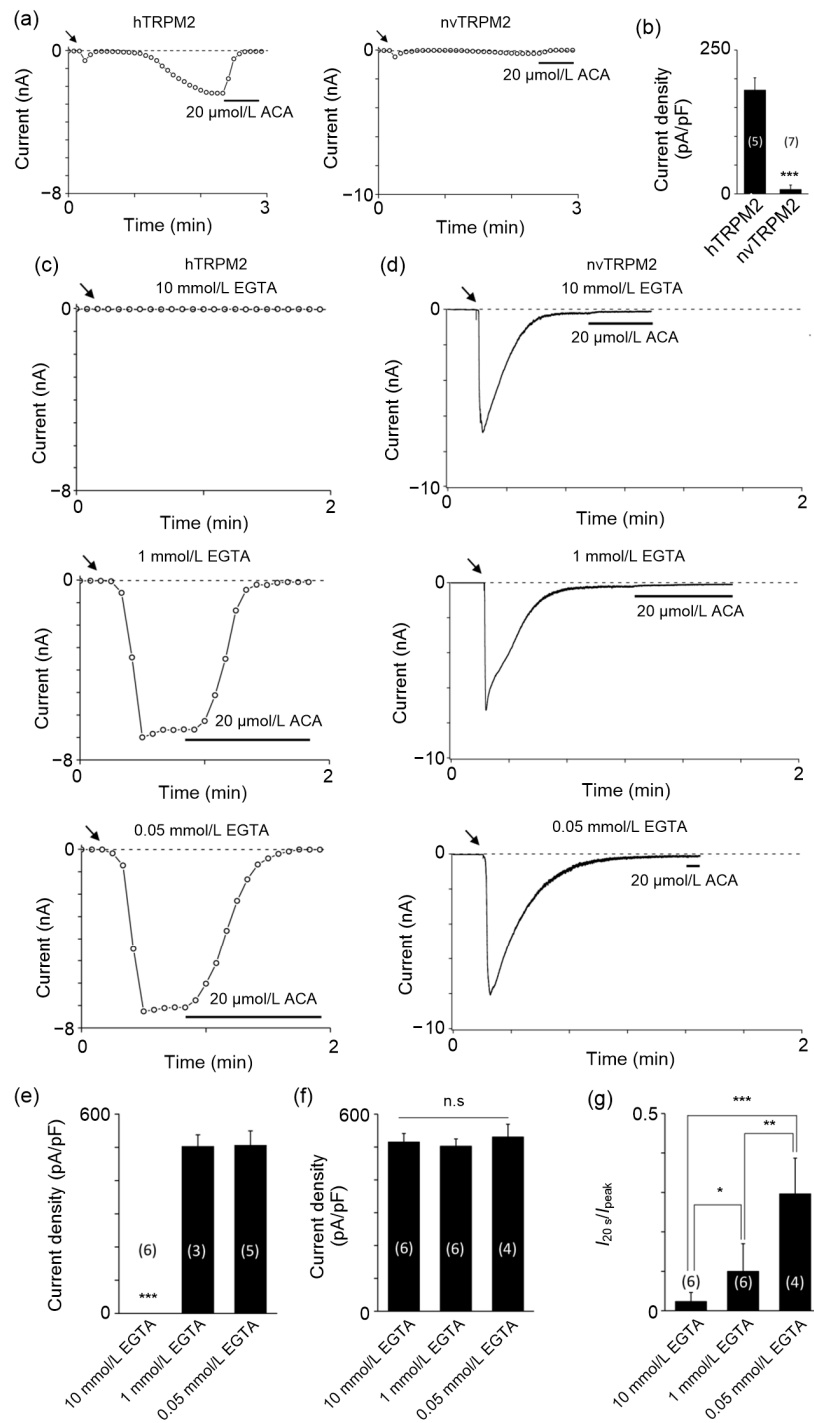 (a)
hTRPM2
0
Current (nA)
−8
20 μmol/L ACA
0
3
Time (min)
nvTRPM2
0
Current (nA)
−10
20 μmol/L ACA
0
3
Time (min)
(b)
250
Current density
(pA/pF)
0
(5)
(7)
***
hTRPM2
nvTRPM2
(c)
hTRPM2
10 mmol/L EGTA
0
Current (nA)
−8
0
2
Time (min)
1 mmol/L EGTA
0
Current (nA)
−8
20 μmol/L ACA
0
2
Time (min)
0.05 mmol/L EGTA
0
Current (nA)
−8
20 μmol/L ACA
0
2
Time (min)
(d)
nvTRPM2
10 mmol/L EGTA
0
Current (nA)
−10
20 μmol/L ACA
0
2
Time (min)
1 mmol/L EGTA
0
Current (nA)
−10
20 μmol/L ACA
0
2
Time (min)
0.05 mmol/L EGTA
0
Current (nA)
−10
20 μmol/L ACA
0
2
Time (min)
(e)
600
Current density (pA/pF)
0
(6)
***
(3)
(5)
10 mmol/L EGTA
1 mmol/L EGTA
0.05 mmol/L EGTA
(f)
600
Current density
(pA/pF)
0
n.s
(6)
(6)
(4)
10 mmol/L EGTA
1 mmol/L EGTA
0.05 mmol/L EGTA
(g)
0.5
I20 s/Ipeak
0
***
**
*
(6)
(6)
(4)
10 mmol/L EGTA
1 mmol/L EGTA
0.05 mmol/L EGTA